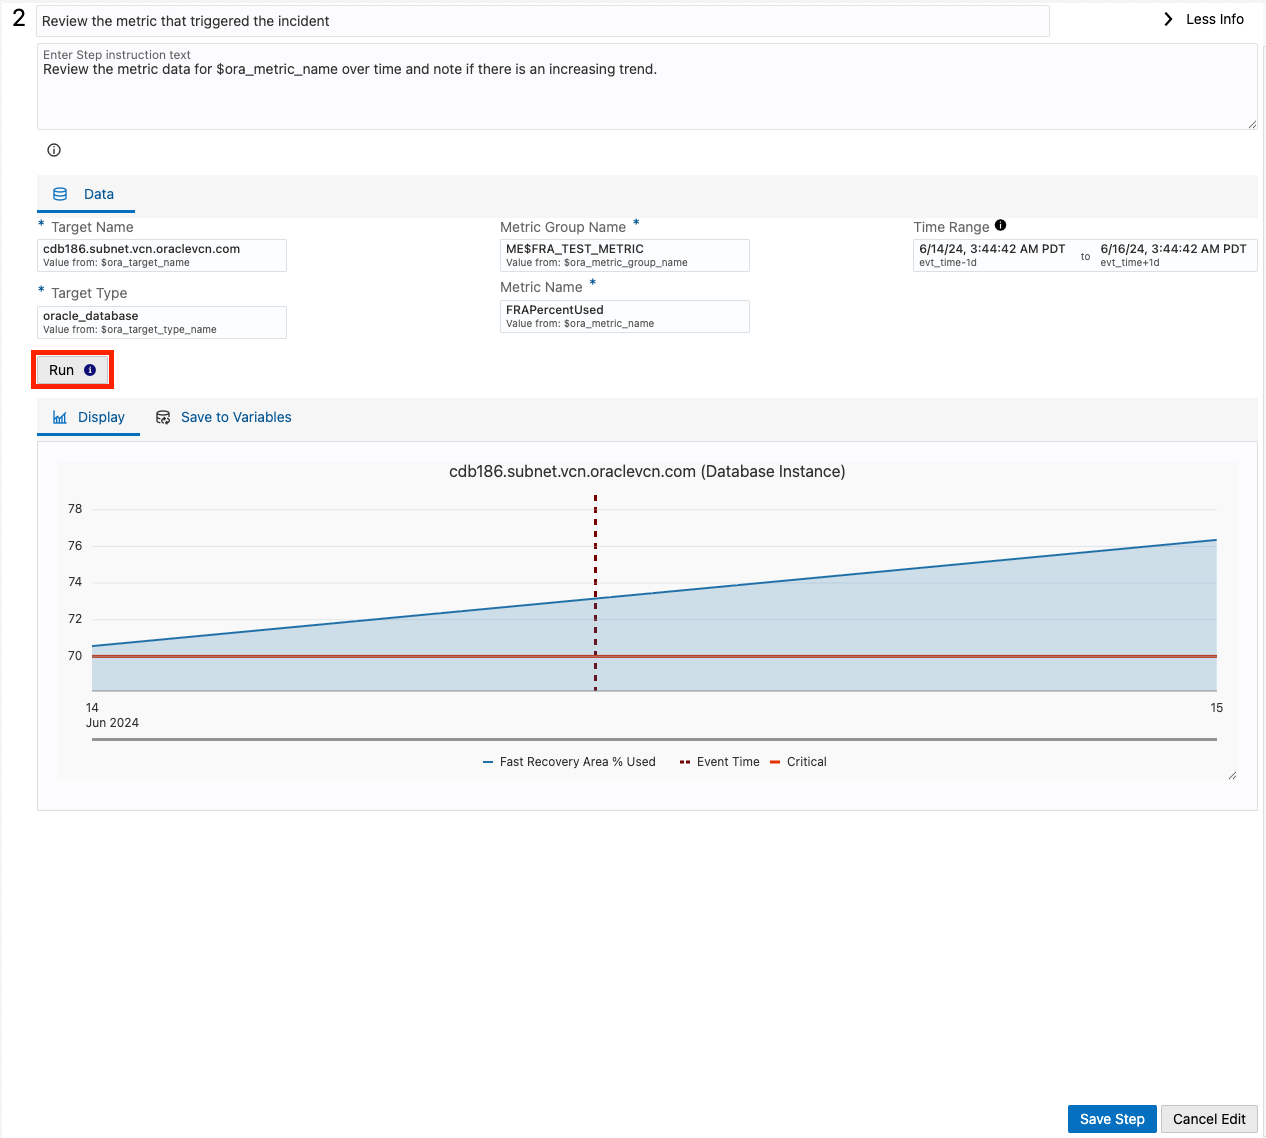 2
Review the metric that triggered the incident
Less Info
Enter Step instruction text
Review the metric data for $ora_metric_name over time and note if there is an increasing trend.
Data
* Target Name
cdb186.subnet.vcn.oraclevcn.com
Value from: $ora_target_name
* Target Type
oracle_database
Value from: $ora_target_type_name
Metric Group Name *
ME$FRA_TEST_METRIC
Value from: $ora_metric_group_name
Metric Name *
FRAPercentUsed
Value from: $ora_metric_name
Time Range
6/14/24, 3:44:42 AM PDT
evt_time-1d
to
6/16/24, 3:44:42 AM PDT
evt_time+1d
Run
Display
Save to Variables
cdb186.subnet.vcn.oraclevcn.com (Database Instance)
78
76
74
72
70
14
Jun 2024
15
Fast Recovery Area % Used
Event Time
Critical
Save Step
Cancel Edit